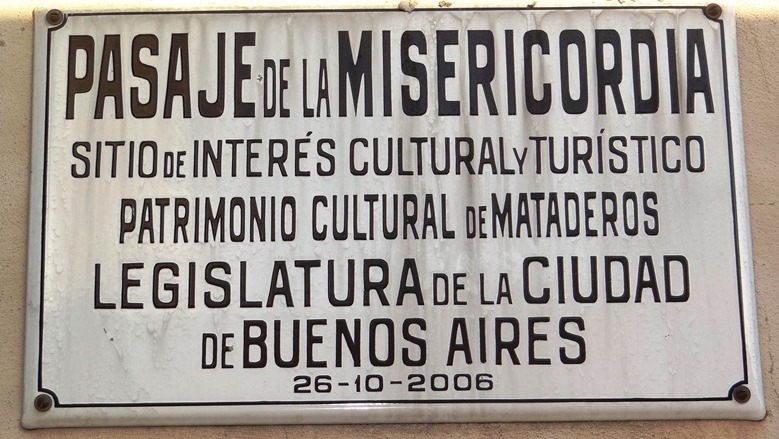 PASAJE DE LA MISERICORDIA
SITIO DE INTERÉS CULTURAL Y TURÍSTICO
PATRIMONIO CULTURAL DE MATADEROS
LEGISLATURA DE LA CIUDAD
DE BUENOS AIRES
26-10-2006